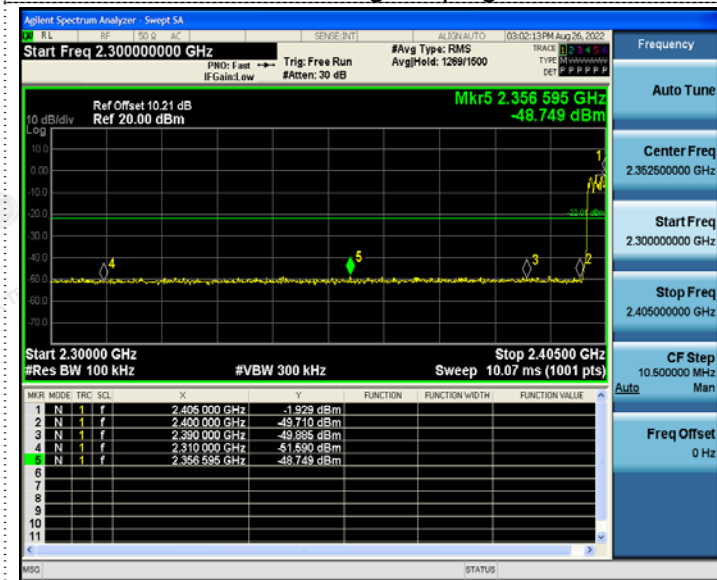 Agilent Spectrum Analyzer - Swept SA
RL RF 50 Ω AC SENSE:INT ALIGN AUTO 03:02:13 PM Aug 26, 2022
Start Freq 2.300000000 GHz
PNO: Fast
IFGain:Low
Trig: Free Run
#Atten: 30 dB
#Avg Type: RMS
Avg|Hold: 1269/1500
TRACE 1 2 3 4 5 6
TYPE M
DET P P P P P P
Frequency
Mkr5 2.356 595 GHz
-48.749 dBm
Ref Offset 10.21 dB
10 dB/div Ref 20.00 dBm
Log
10.0
0.00
-10.0
-20.0
-30.0
-40.0
-50.0
-60.0
-70.0
1
-22.01 dBm
4
5
3
2
Start 2.30000 GHz Stop 2.40500 GHz
#Res BW 100 kHz #VBW 300 kHz Sweep 10.07 ms (1001 pts)
MKR MODE TRC SCL X Y FUNCTION FUNCTION WIDTH FUNCTION VALUE
1 N 1 f 2.405 000 GHz -1.929 dBm
2 N 1 f 2.400 000 GHz -49.710 dBm
3 N 1 f 2.390 000 GHz -49.885 dBm
4 N 1 f 2.310 000 GHz -51.590 dBm
5 N 1 f 2.356 595 GHz -48.749 dBm
6
7
8
9
10
11
MSG STATUS
Auto Tune
Center Freq
2.352500000 GHz
Start Freq
2.300000000 GHz
Stop Freq
2.405000000 GHz
CF Step
10.500000 MHz
Auto Man
Freq Offset
0 Hz